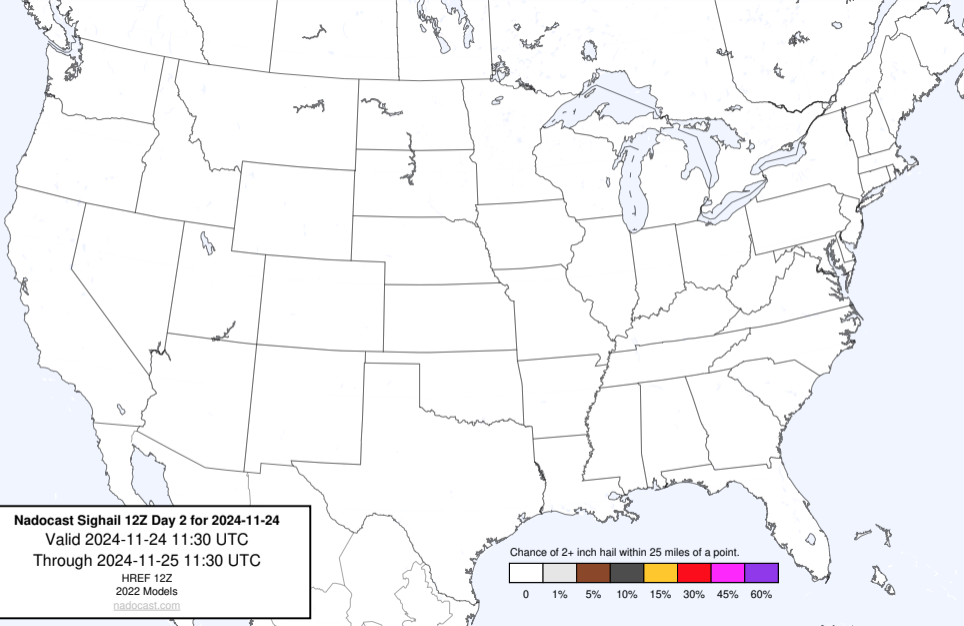 Nadocast Sighail 12Z Day 2 for 2024-11-24
Valid 2024-11-24 11:30 UTC
Through 2024-11-25 11:30 UTC
HREF 12Z
2022 Models
nadocast.com
Chance of 2+ inch hail within 25 miles of a point.
0 1% 5% 10% 15% 30% 45% 60%